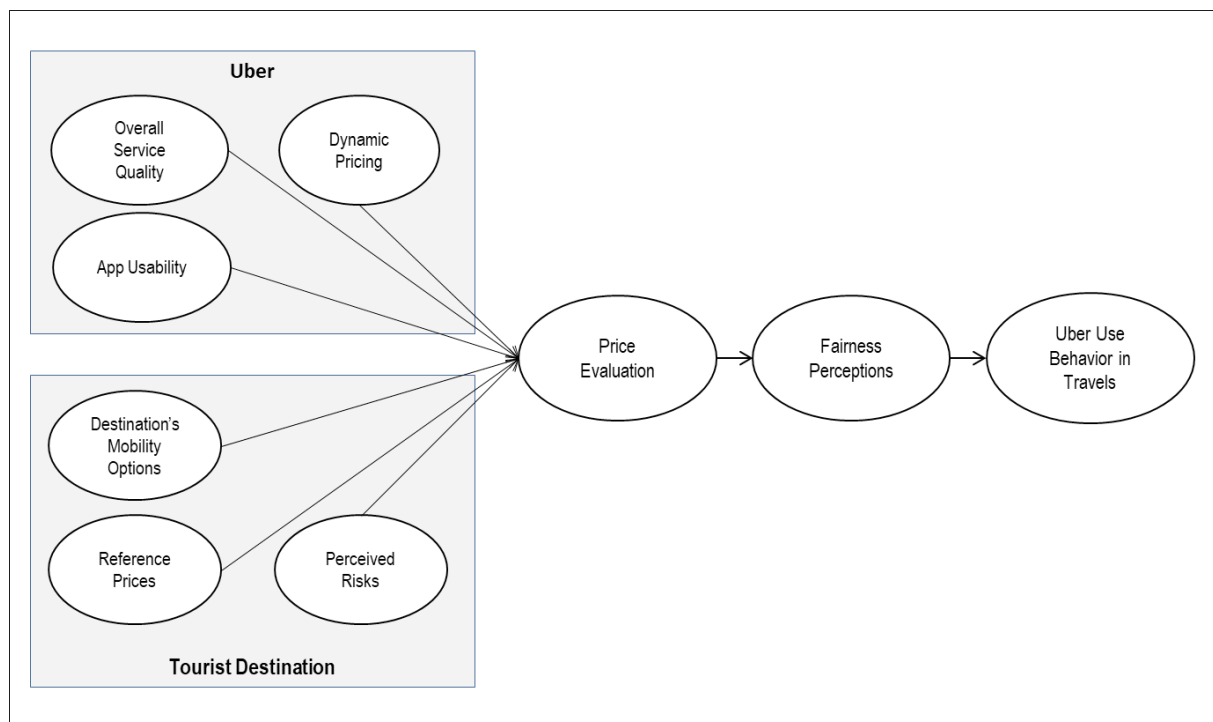 Uber
Overall
Service
Quality
Dynamic
Pricing
App Usability
Price
Evaluation
Fairness
Perceptions
Uber Use
Behavior in
Travels
Destination's
Mobility
Options
Reference
Prices
Perceived
Risks
Tourist Destination